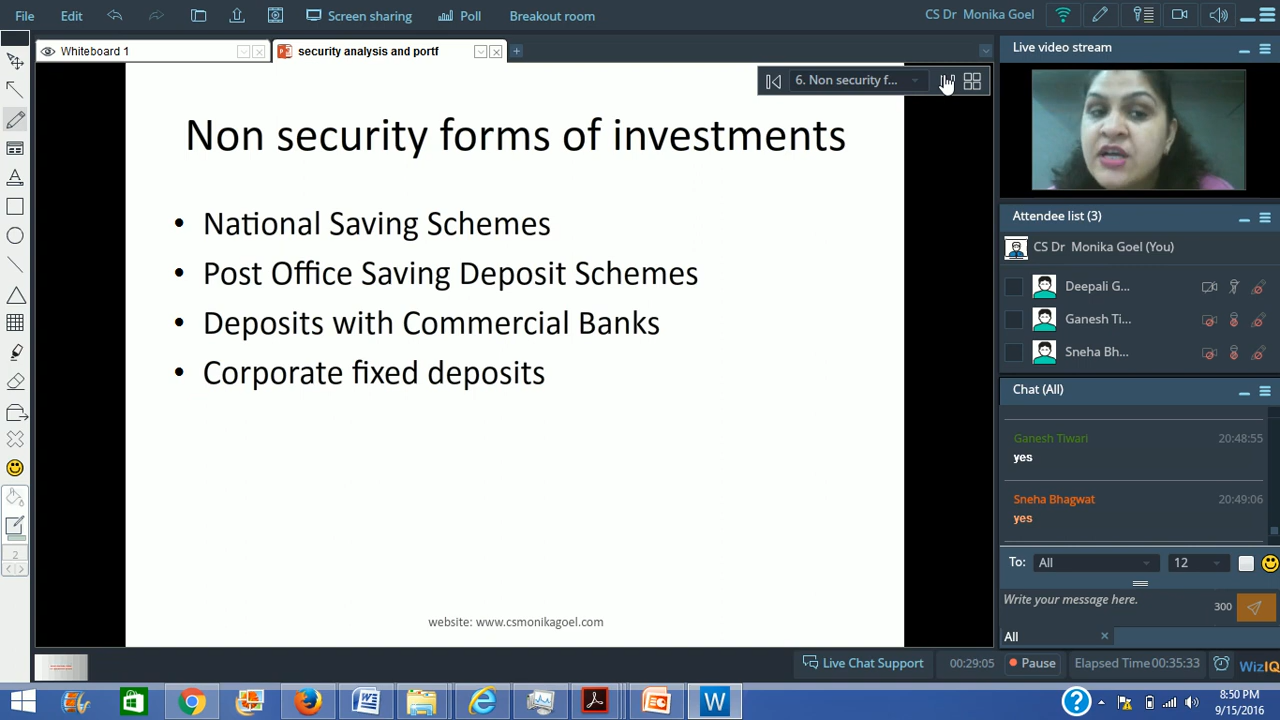 File Edit Screen sharing Poll Breakout room CS Dr Monika Goel
Whiteboard 1 security analysis and portf
Live video stream
6. Non security f...
Non security forms of investments
• National Saving Schemes
• Post Office Saving Deposit Schemes
• Deposits with Commercial Banks
• Corporate fixed deposits
website: www.csmonikagoel.com
Attendee list (3)
CS Dr Monika Goel (You)
Deepali G...
Ganesh Ti...
Sneha Bh...
Chat (All)
Ganesh Tiwari 20:48:55
yes
Sneha Bhagwat 20:49:06
yes
To: All 12
Write your message here. 300
All
2
Live Chat Support 00:29:05 Pause Elapsed Time 00:35:33 WizIQ
8:50 PM
9/15/2016